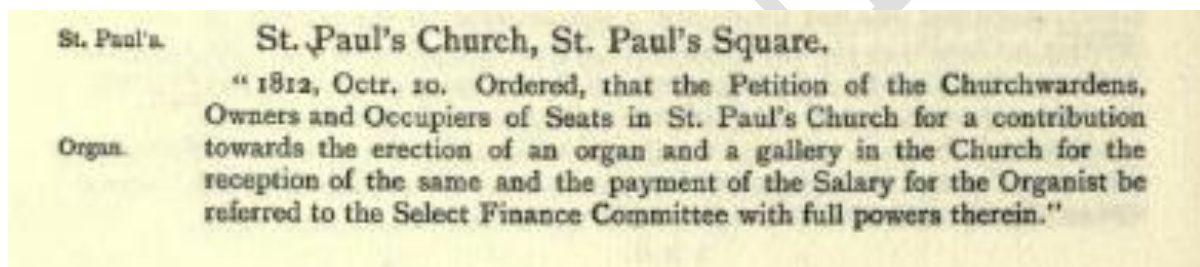 St. Paul's.
St. Paul's Church, St. Paul's Square.
" 1812, Octr. 10. Ordered, that the Petition of the Churchwardens,
Owners and Occupiers of Seats in St. Paul's Church for a contribution
Organ.
towards the erection of an organ and a gallery in the Church for the
reception of the same and the payment of the Salary for the Organist be
referred to the Select Finance Committee with full powers therein."